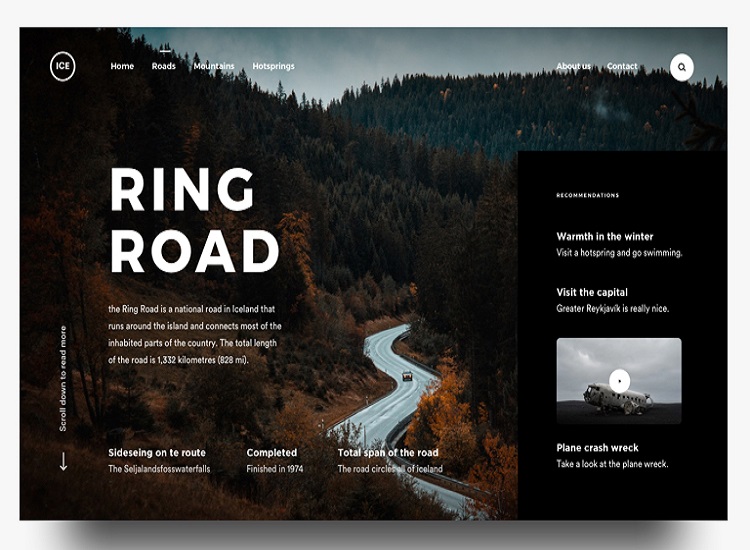 ICE
Home Roads Mountains Hotsprings About us Contact
RING
ROAD
the Ring Road is a national road in Iceland that
runs around the island and connects most of the
inhabited parts of the country. The total length
of the road is 1,332 kilometres (828 mi).
Scroll down to read more
Sideseing on te route
The Seljalandsfosswaterfalls
Completed
Finished in 1974
Total span of the road
The road circles all of iceland
RECOMMENDATIONS
Warmth in the winter
Visit a hotspring and go swimming.
Visit the capital
Greater Reykjavík is really nice.
Plane crash wreck
Take a look at the plane wreck.